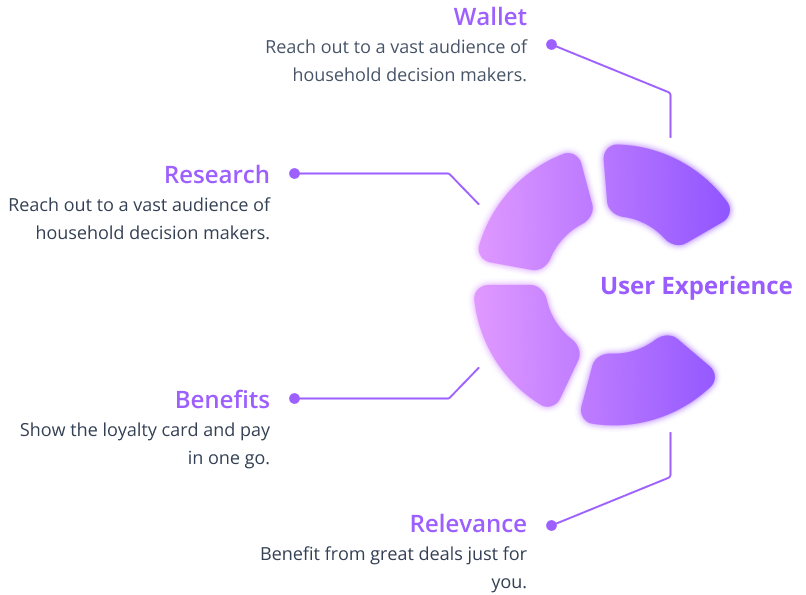 Wallet
Reach out to a vast audience of
household decision makers.
Research
Reach out to a vast audience of
household decision makers.
User Experience
Benefits
Show the loyalty card and pay
in one go.
Relevance
Benefit from great deals just for
you.